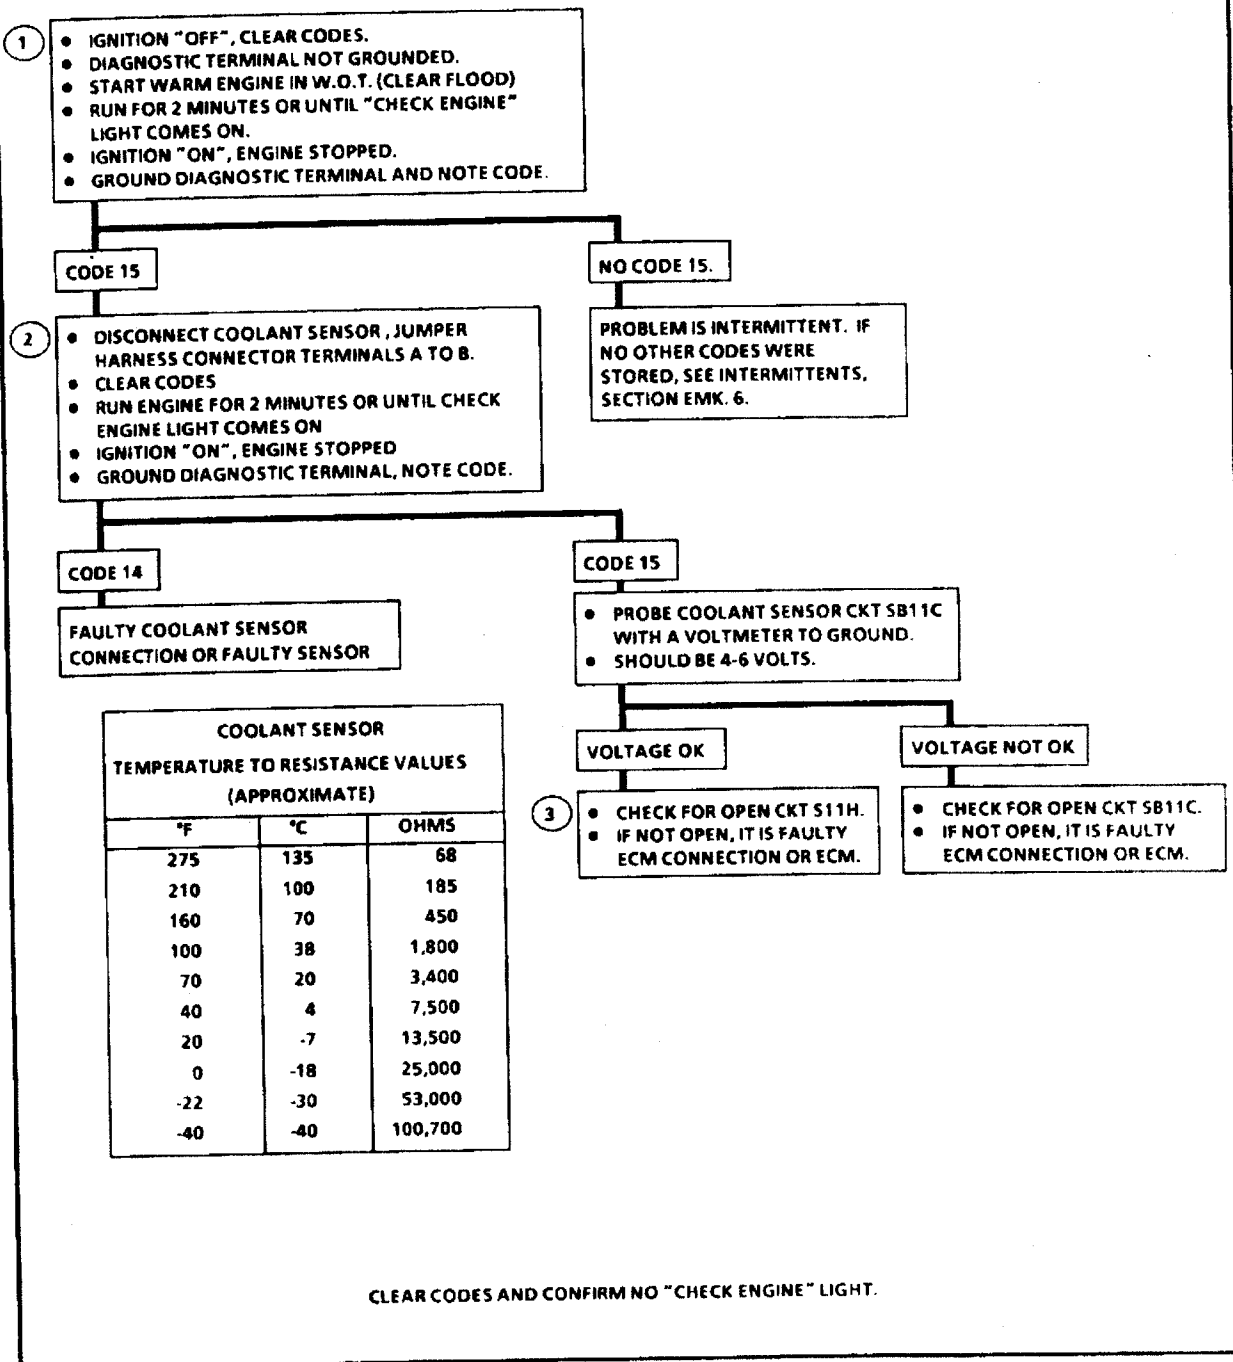 1
• IGNITION "OFF", CLEAR CODES.
• DIAGNOSTIC TERMINAL NOT GROUNDED.
• START WARM ENGINE IN W.O.T. (CLEAR FLOOD)
• RUN FOR 2 MINUTES OR UNTIL "CHECK ENGINE"
LIGHT COMES ON.
• IGNITION "ON", ENGINE STOPPED.
• GROUND DIAGNOSTIC TERMINAL AND NOTE CODE.
CODE 15
NO CODE 15.
2
• DISCONNECT COOLANT SENSOR, JUMPER
HARNESS CONNECTOR TERMINALS A TO B.
• CLEAR CODES
• RUN ENGINE FOR 2 MINUTES OR UNTIL CHECK
ENGINE LIGHT COMES ON
• IGNITION "ON", ENGINE STOPPED
• GROUND DIAGNOSTIC TERMINAL, NOTE CODE.
PROBLEM IS INTERMITTENT. IF
NO OTHER CODES WERE
STORED, SEE INTERMITTENTS,
SECTION EMK. 6.
CODE 14
CODE 15
FAULTY COOLANT SENSOR
CONNECTION OR FAULTY SENSOR
• PROBE COOLANT SENSOR CKT SB11C
WITH A VOLTMETER TO GROUND.
• SHOULD BE 4-6 VOLTS.
VOLTAGE OK
VOLTAGE NOT OK
3
• CHECK FOR OPEN CKT S11H.
• IF NOT OPEN, IT IS FAULTY
ECM CONNECTION OR ECM.
• CHECK FOR OPEN CKT SB11C.
• IF NOT OPEN, IT IS FAULTY
ECM CONNECTION OR ECM.
COOLANT SENSOR
TEMPERATURE TO RESISTANCE VALUES
(APPROXIMATE)
°F °C OHMS
275 135 68
210 100 185
160 70 450
100 38 1,800
70 20 3,400
40 4 7,500
20 -7 13,500
0 -18 25,000
-22 -30 53,000
-40 -40 100,700
CLEAR CODES AND CONFIRM NO "CHECK ENGINE" LIGHT.